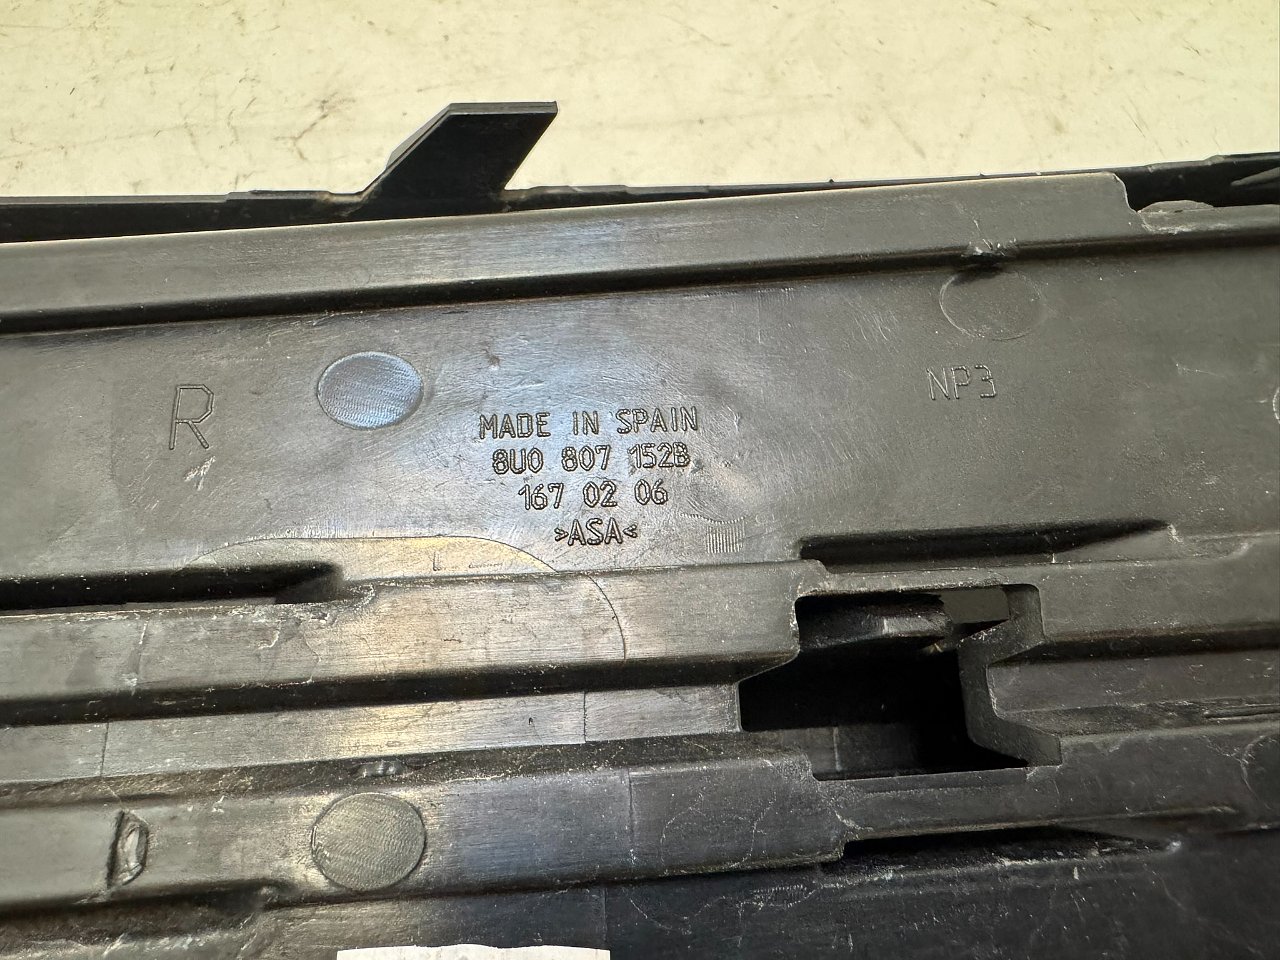 R
NP3
MADE IN SPAIN
8U0 807 152B
167 02 06
>ASA<